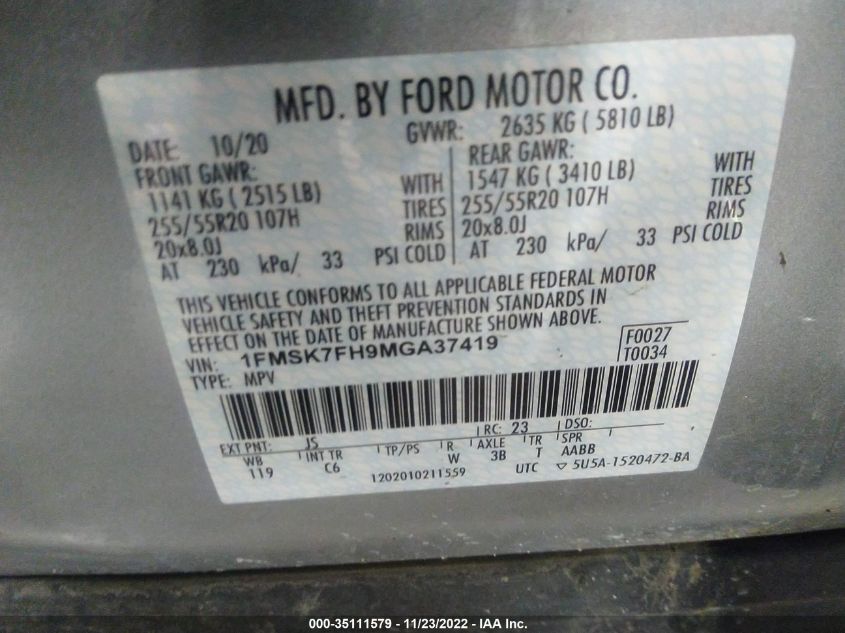 MFD. BY FORD MOTOR CO.
DATE: 10/20 GVWR: 2635 KG ( 5810 LB)
FRONT GAWR: REAR GAWR:
1141 KG ( 2515 LB) WITH 1547 KG ( 3410 LB) WITH
255/55R20 107H TIRES 255/55R20 107H TIRES
20x8.0J RIMS 20x8.0J RIMS
AT 230 kPa/ 33 PSI COLD AT 230 kPa/ 33 PSI COLD
THIS VEHICLE CONFORMS TO ALL APPLICABLE FEDERAL MOTOR
VEHICLE SAFETY AND THEFT PREVENTION STANDARDS IN
EFFECT ON THE DATE OF MANUFACTURE SHOWN ABOVE.
VIN: 1FMSK7FH9MGA37419 F0027
TYPE: MPV T0034
EXT PNT: JS RC: 23 DSO:
WB INT TR TP/PS R AXLE TR SPR
119 C6 W 3B T AABB
1202010211559 UTC ▽ 5U5A-1520472-BA
000-35111579 - 11/23/2022 - IAA Inc.